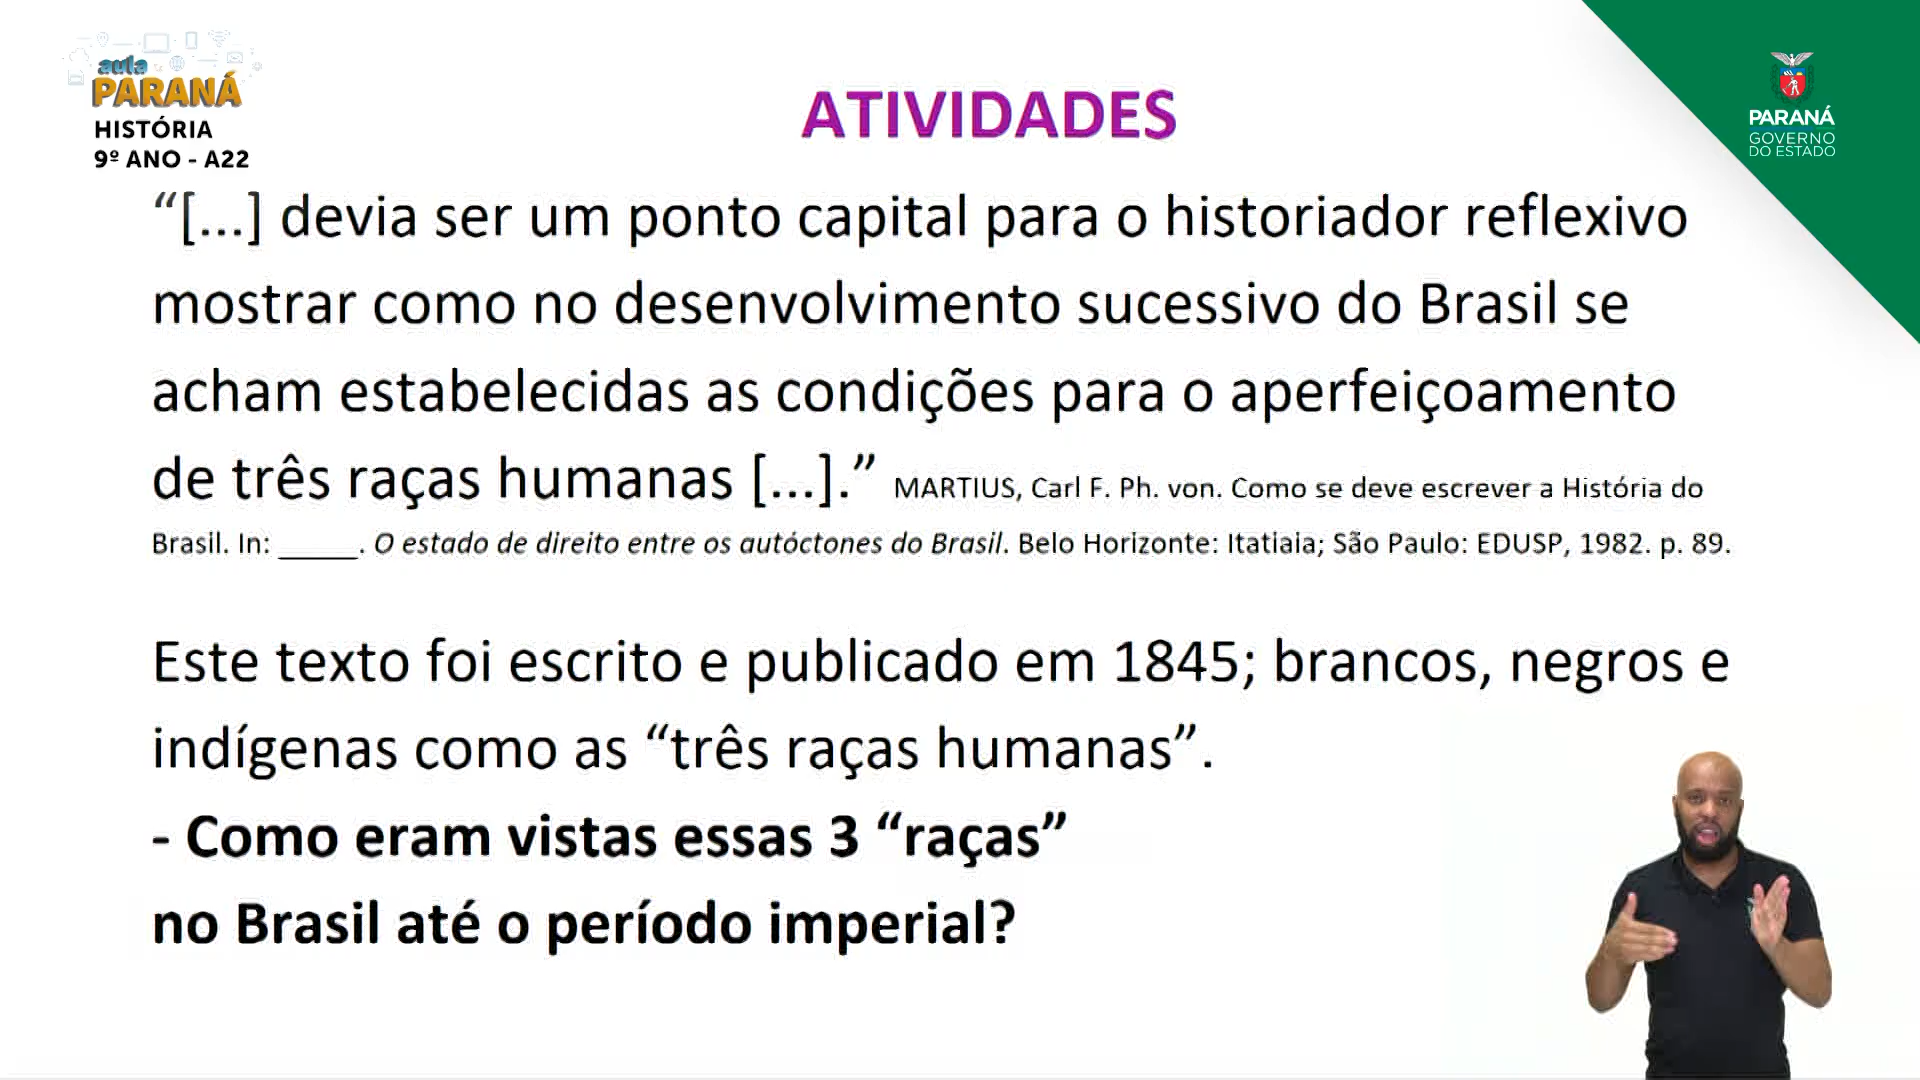 aula
PARANÁ
HISTÓRIA
9º ANO - A22
ATIVIDADES
PARANÁ
GOVERNO
DO ESTADO
“[...] devia ser um ponto capital para o historiador reflexivo
mostrar como no desenvolvimento sucessivo do Brasil se
acham estabelecidas as condições para o aperfeiçoamento
de três raças humanas [...].” MARTIUS, Carl F. Ph. von. Como se deve escrever a História do
Brasil. In: ______. O estado de direito entre os autóctones do Brasil. Belo Horizonte: Itatiaia; São Paulo: EDUSP, 1982. p. 89.
Este texto foi escrito e publicado em 1845; brancos, negros e
indígenas como as “três raças humanas”.
- Como eram vistas essas 3 “raças”
no Brasil até o período imperial?